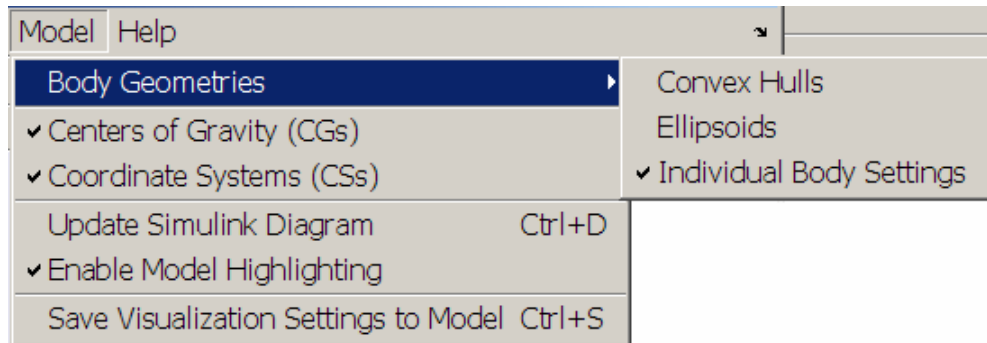 Model Help
Body Geometries
Centers of Gravity (CGs)
Coordinate Systems (CSs)
Update Simulink Diagram Ctrl+D
Enable Model Highlighting
Save Visualization Settings to Model Ctrl+S
Convex Hulls
Ellipsoids
Individual Body Settings